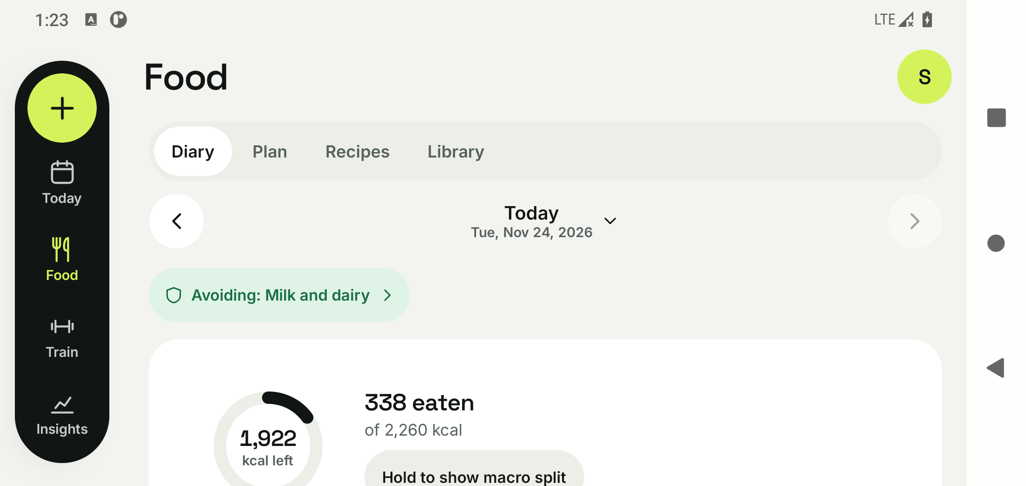 1:23
LTE
Food
S
Diary
Plan
Recipes
Library
Today
Food
Train
Insights
Today
Tue, Nov 24, 2026
Avoiding: Milk and dairy
1,922
kcal left
338 eaten
of 2,260 kcal
Hold to show macro split